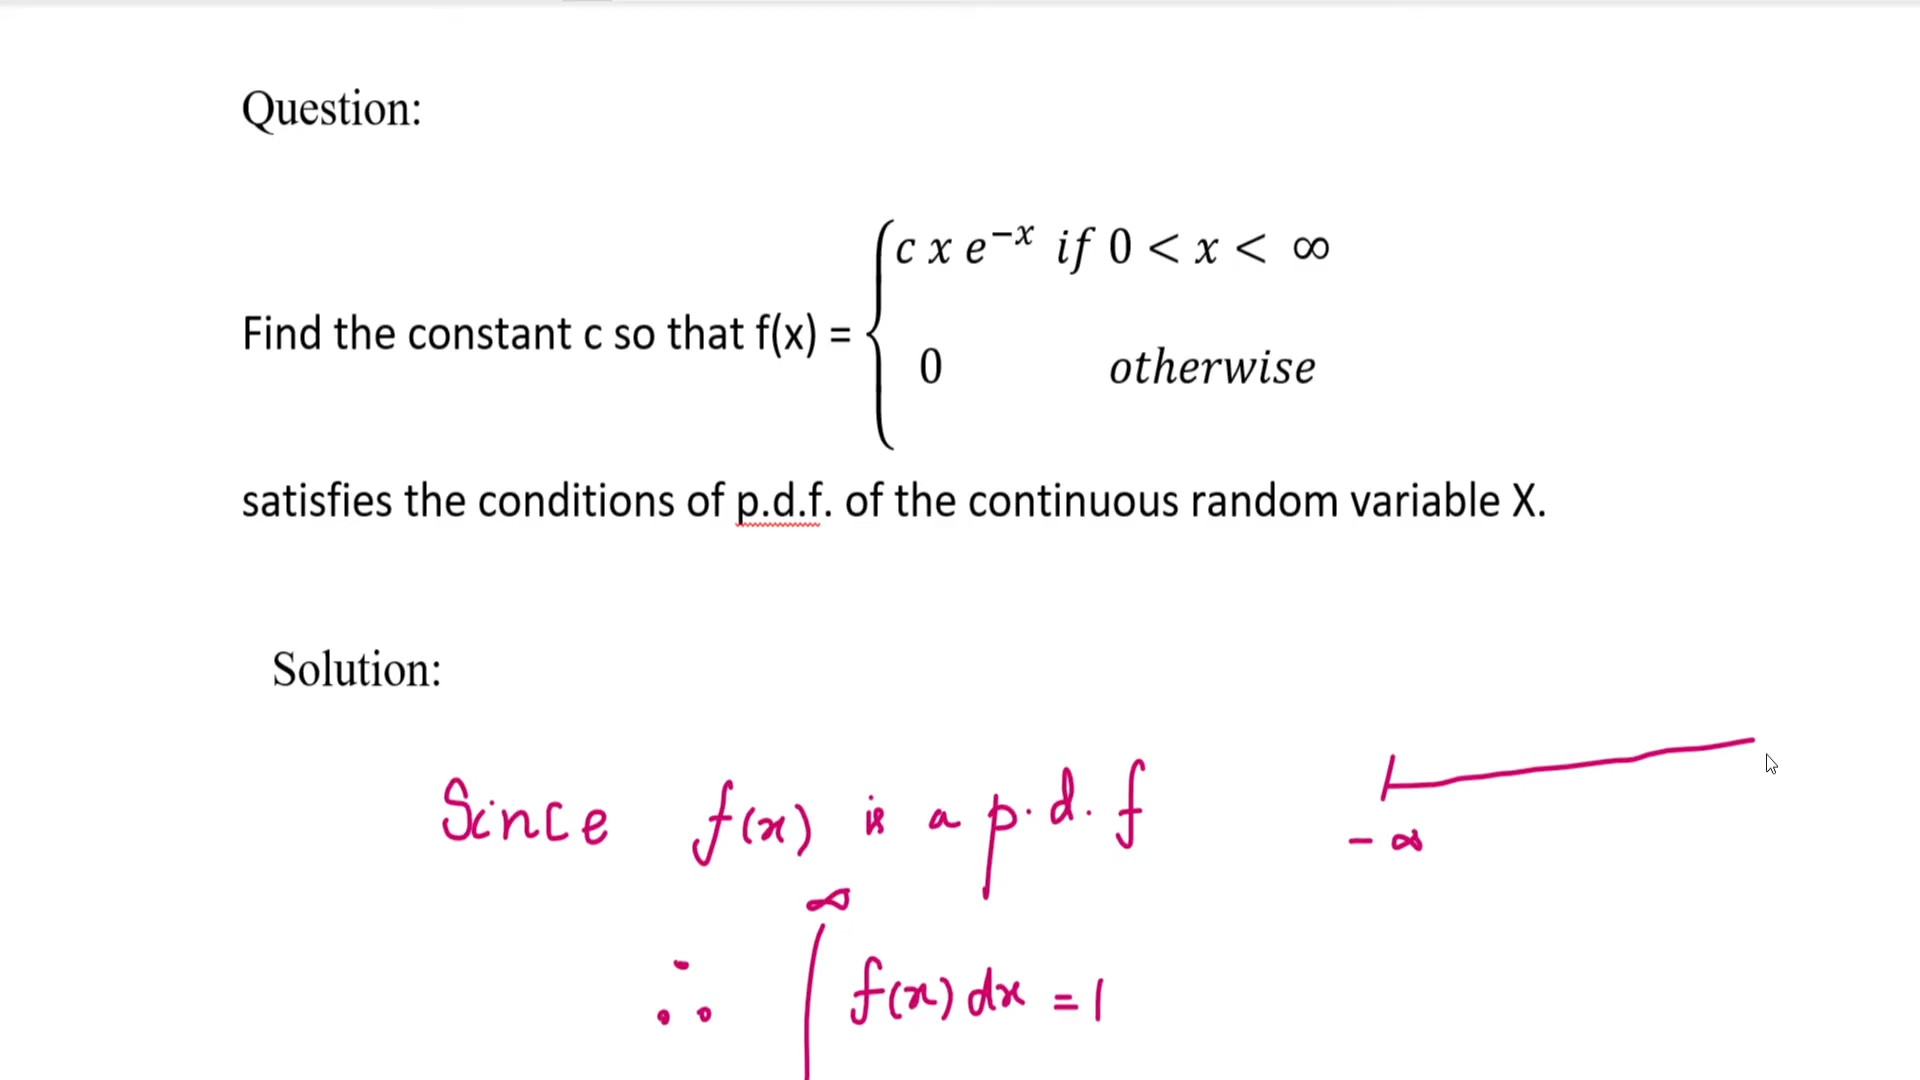 Question:
c x e⁻ˣ if 0 < x < ∞
Find the constant c so that f(x) =
0 otherwise
satisfies the conditions of p.d.f. of the continuous random variable X.
Solution:
Since f(x) is a p.d.f
- ∞
∞
∴ ∫ f(x) dx = 1